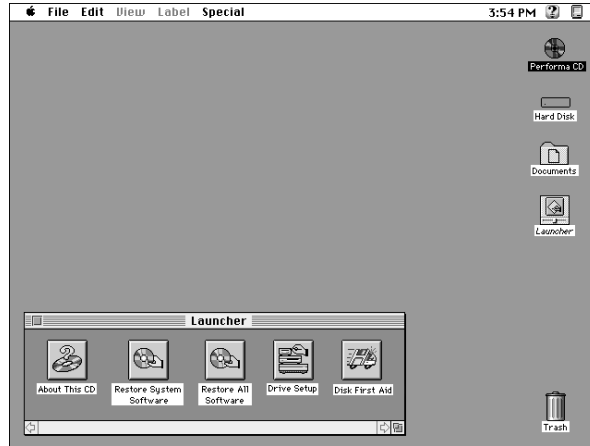 File Edit View Label Special 3:54 PM
Performa CD
Hard Disk
Documents
Launcher
Launcher
About This CD
Restore System
Software
Restore All
Software
Drive Setup
Disk First Aid
Trash